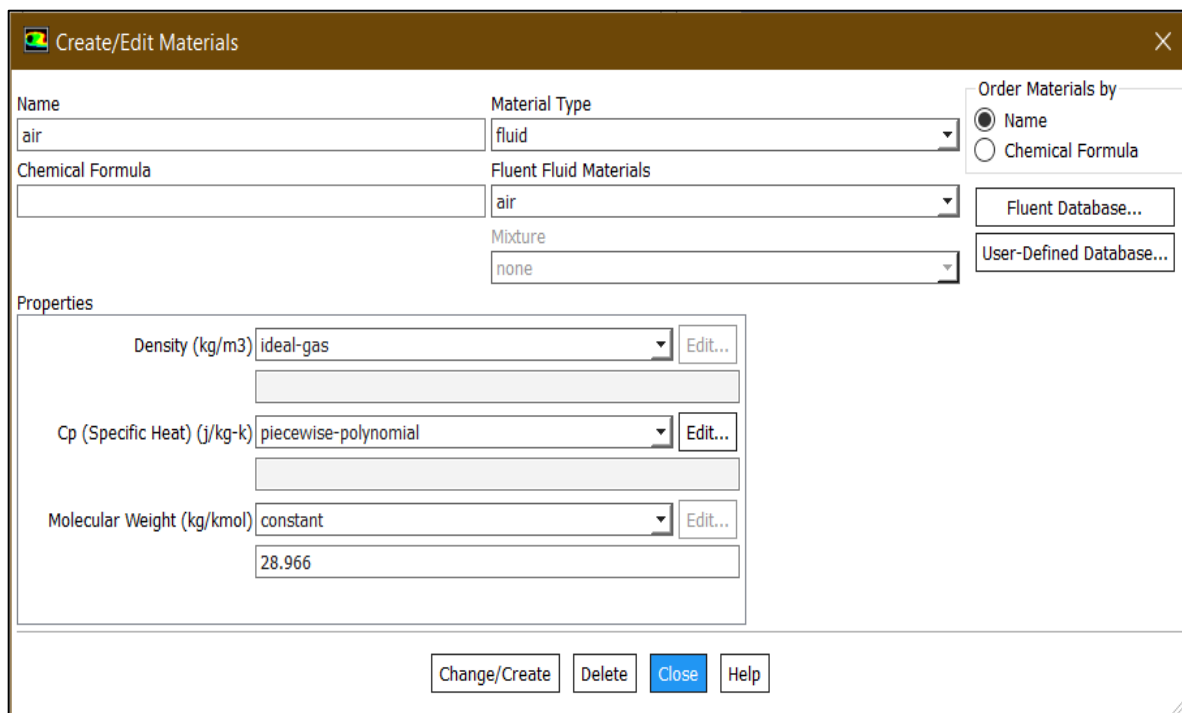 Create/Edit Materials
Name
Material Type
Order Materials by
air
fluid
Name
Chemical Formula
Chemical Formula
Fluent Fluid Materials
air
Fluent Database...
Mixture
none
User-Defined Database...
Properties
Density (kg/m3) ideal-gas Edit...
Cp (Specific Heat) (j/kg-k) piecewise-polynomial Edit...
Molecular Weight (kg/kmol) constant Edit...
28.966
Change/Create Delete Close Help